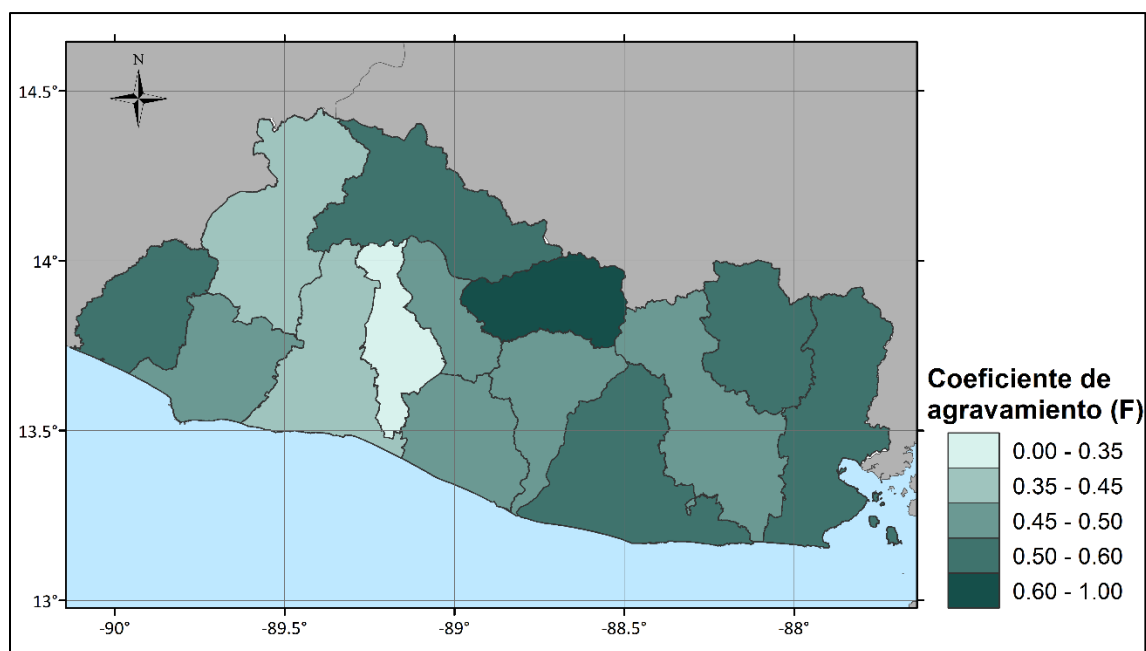 N
14.5°
14°
13.5°
13°
-90°
-89.5°
-89°
-88.5°
-88°
Coeficiente de
agravamiento (F)
0.00 - 0.35
0.35 - 0.45
0.45 - 0.50
0.50 - 0.60
0.60 - 1.00